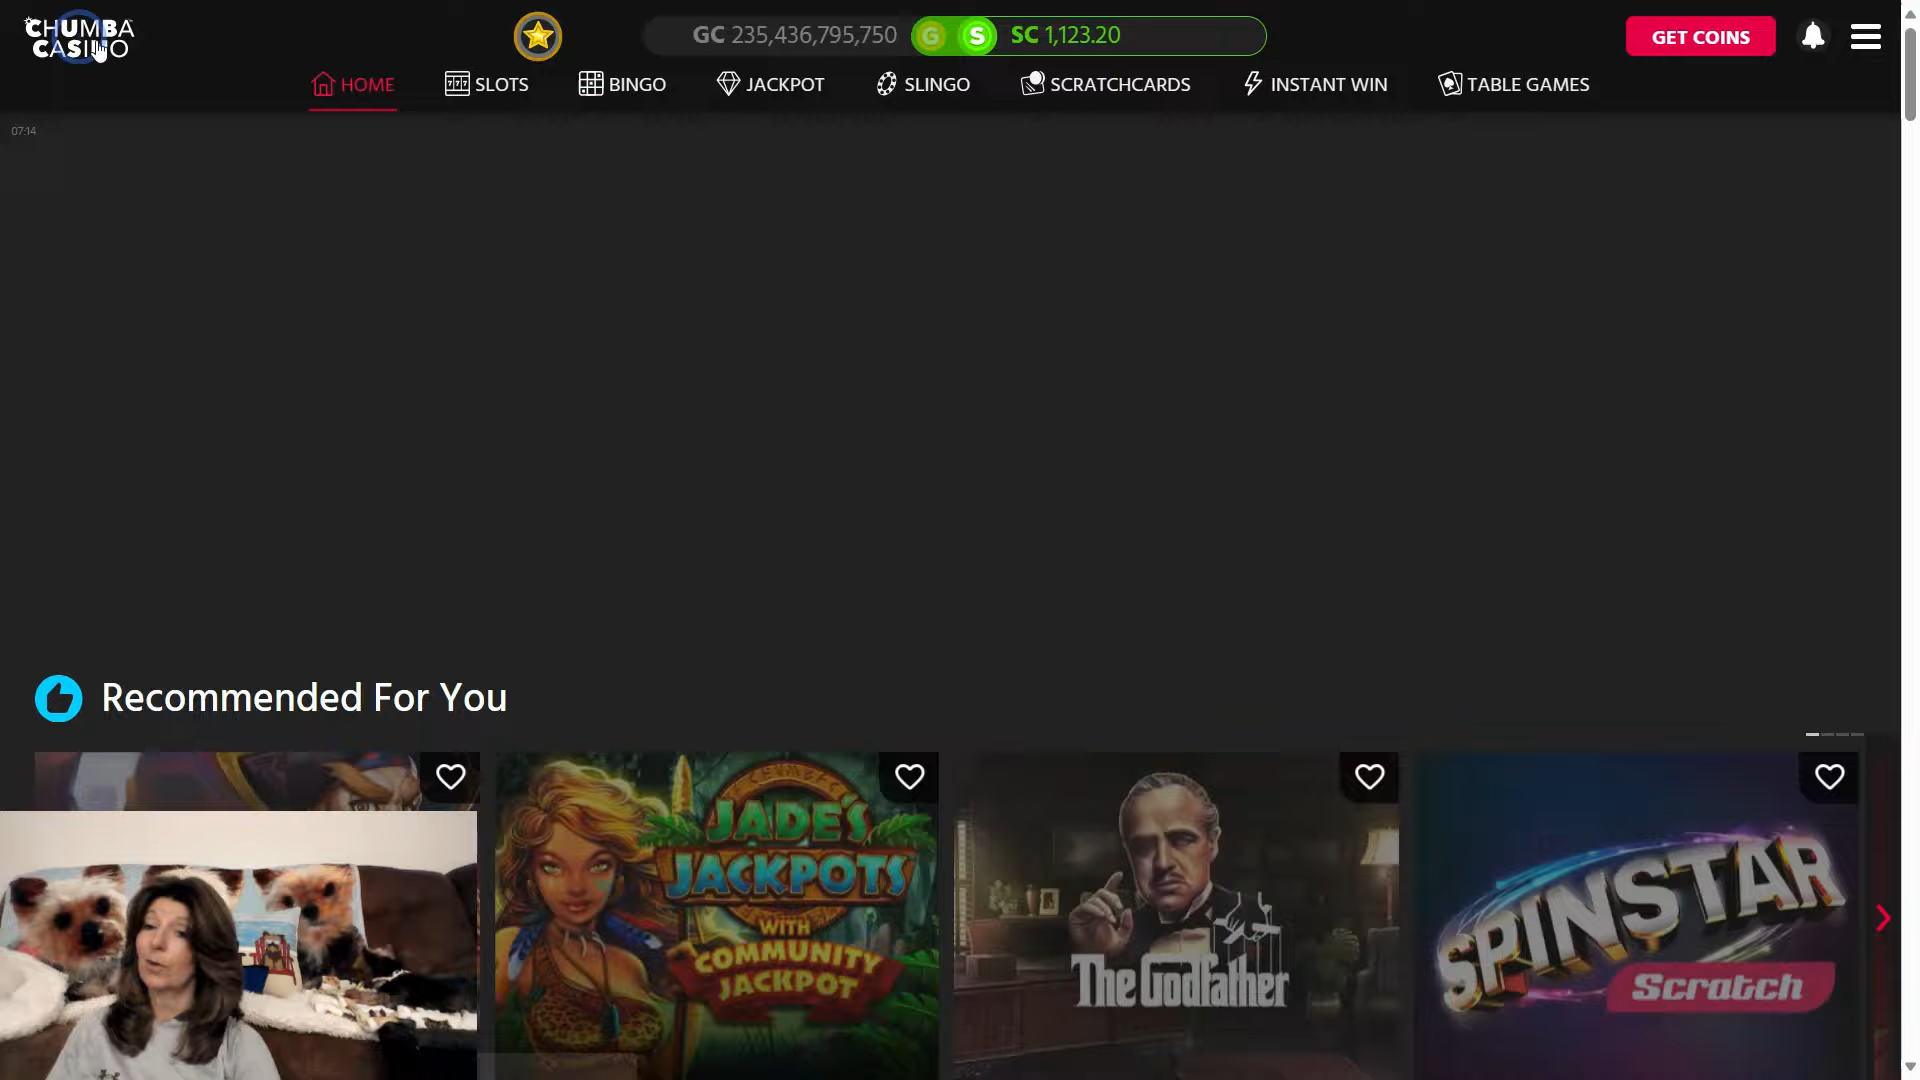 CHUMBA
CASINO
GC 235,436,795,750
G
S
SC 1,123.20
GET COINS
HOME
SLOTS
BINGO
JACKPOT
SLINGO
SCRATCHCARDS
INSTANT WIN
TABLE GAMES
07:14
Recommended For You
JADE'S
JACKPOTS
WITH
COMMUNITY
JACKPOT
The Godfather
SPINSTAR
Scratch